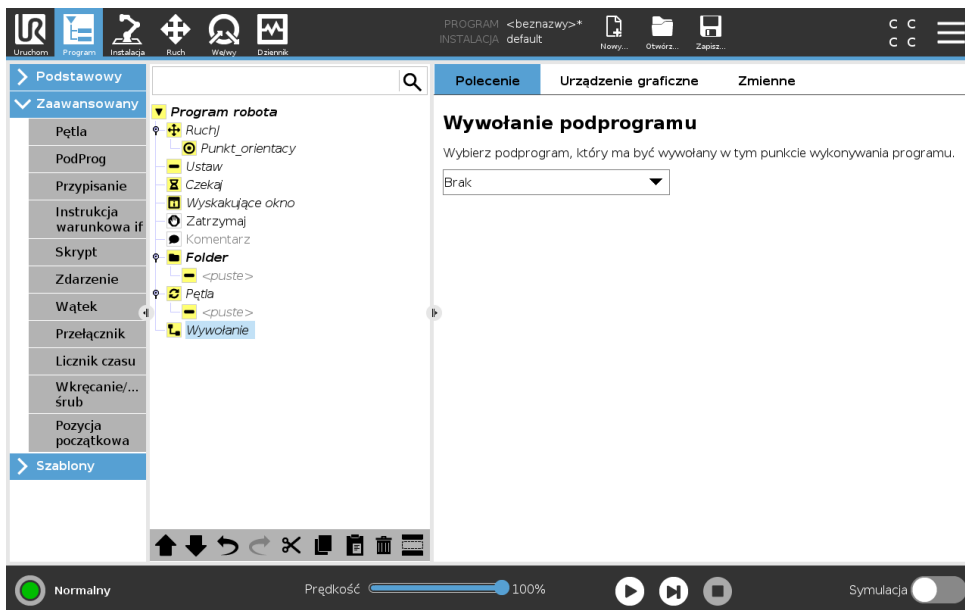 PROGRAM <beznazwy>*
INSTALACJA default
Uruchom Program Instalacja Ruch We/wy Dziennik Nowy... Otwórz... Zapisz...
C C
C C
Podstawowy
Zaawansowany
Pętla
PodProg
Przypisanie
Instrukcja
warunkowa if
Skrypt
Zdarzenie
Wątek
Przełącznik
Licznik czasu
Wkręcanie/...
śrub
Pozycja
początkowa
Szablony
Program robota
RuchJ
Punkt_orientacy
Ustaw
Czekaj
Wyskakujące okno
Zatrzymaj
Komentarz
Folder
<puste>
Pętla
<puste>
Wywołanie
Polecenie Urządzenie graficzne Zmienne
Wywołanie podprogramu
Wybierz podprogram, który ma być wywołany w tym punkcie wykonywania programu.
Brak
Normalny Prędkość 100% Symulacja